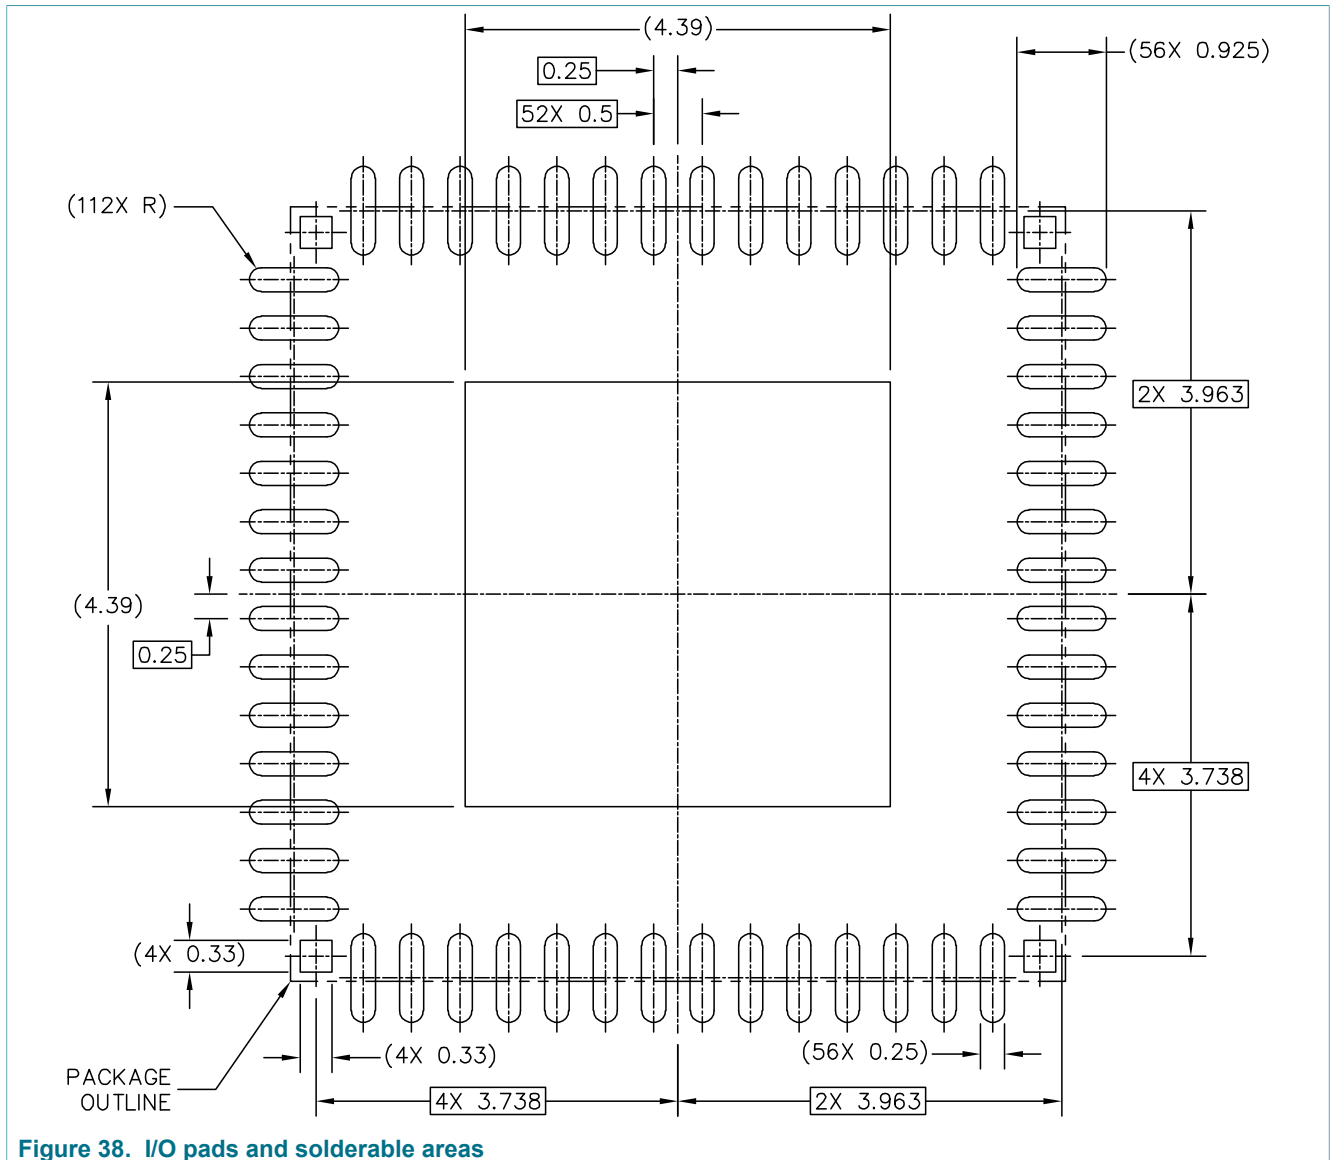 (4.39)
0.25
(56X 0.925)
52X 0.5
(112X R)
2X 3.963
(4.39)
0.25
4X 3.738
(4X 0.33)
(4X 0.33)
(56X 0.25)
PACKAGE
OUTLINE
4X 3.738
2X 3.963
Figure 38. I/O pads and solderable areas